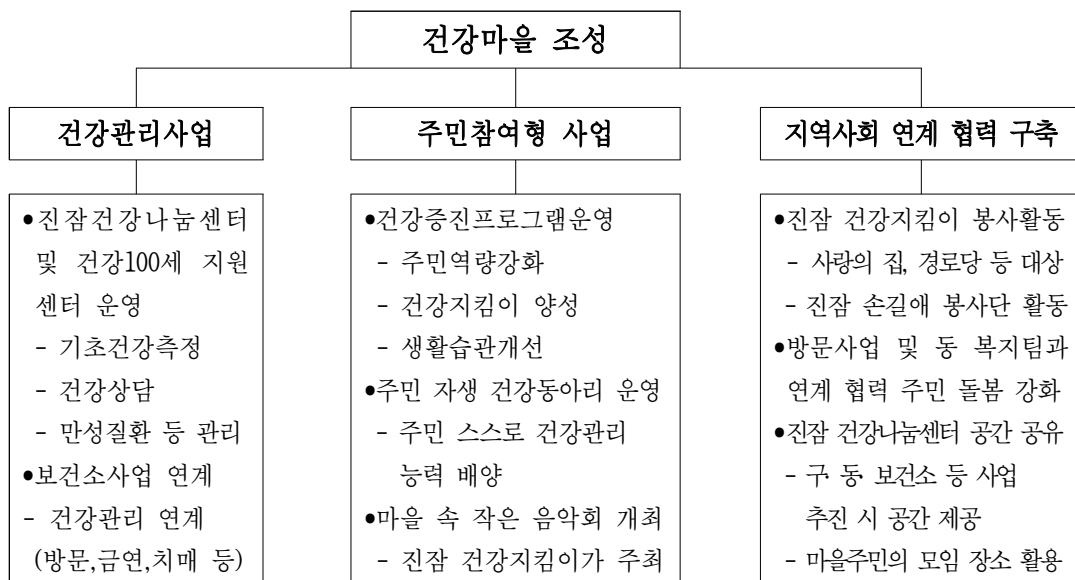 건강마을 조성
건강관리사업
●진잠건강나눔센터
및 건강100세 지원
센터 운영
- 기초건강측정
- 건강상담
- 만성질환 등 관리
●보건소사업 연계
- 건강관리 연계
(방문,금연,치매 등)
주민참여형 사업
●건강증진프로그램운영
- 주민역량강화
- 건강지킴이 양성
- 생활습관개선
●주민 자생 건강동아리 운영
- 주민 스스로 건강관리
능력 배양
●마을 속 작은 음악회 개최
- 진잠 건강지킴이가 주최
지역사회 연계 협력 구축
●진잠 건강지킴이 봉사활동
- 사랑의 집, 경로당 등 대상
- 진잠 손길애 봉사단 활동
●방문사업 및 동 복지팀과
연계 협력 주민 돌봄 강화
●진잠 건강나눔센터 공간 공유
- 구·동· 보건소 등 사업
추진 시 공간 제공
- 마을주민의 모임 장소 활용